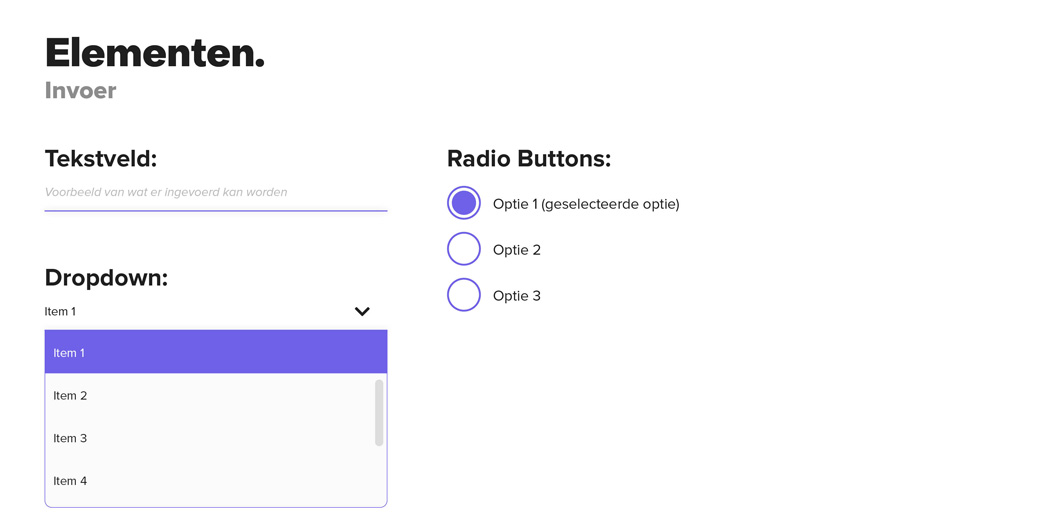 Elementen.
Invoer
Tekstveld:
Voorbeeld van wat er ingevoerd kan worden
Dropdown:
Item 1
Item 1
Item 2
Item 3
Item 4
Radio Buttons:
Optie 1 (geselecteerde optie)
Optie 2
Optie 3